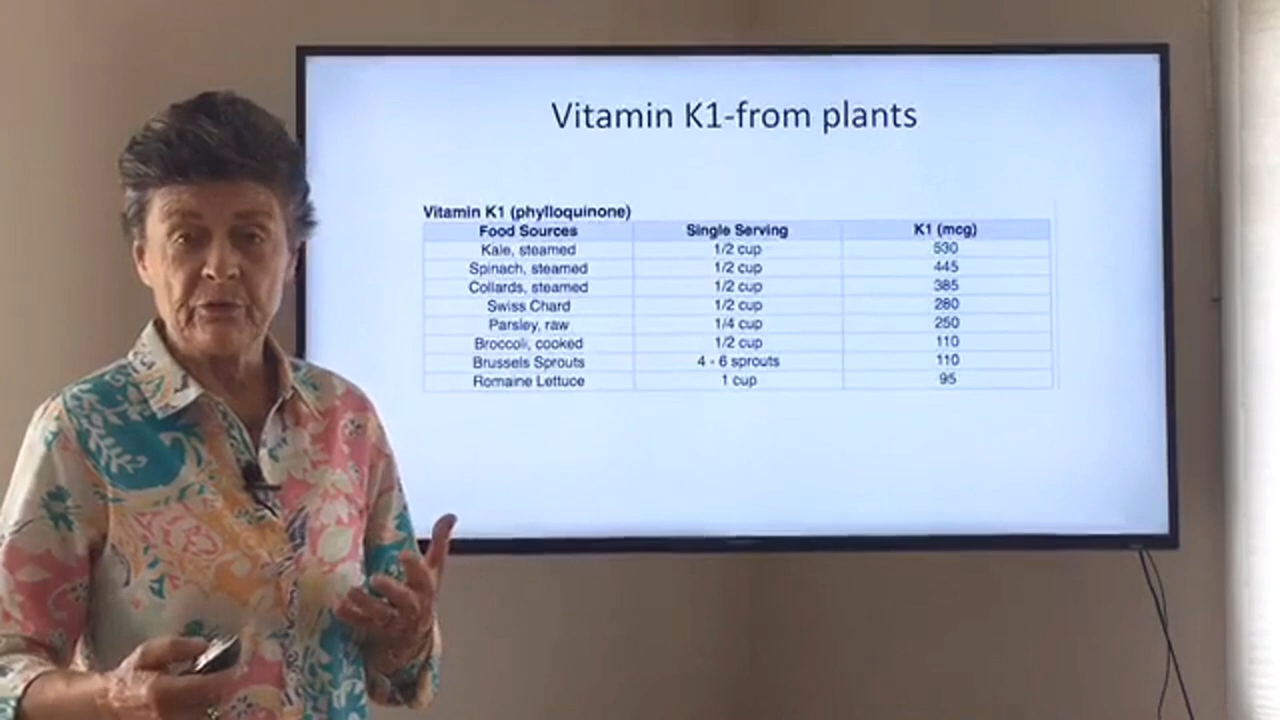 Vitamin K1-from plants
Vitamin K1 (phylloquinone)
Food Sources Single Serving K1 (mcg)
Kale, steamed 1/2 cup 530
Spinach, steamed 1/2 cup 445
Collards, steamed 1/2 cup 385
Swiss Chard 1/2 cup 280
Parsley, raw 1/4 cup 250
Broccoli, cooked 1/2 cup 110
Brussels Sprouts 4 - 6 sprouts 110
Romaine Lettuce 1 cup 95